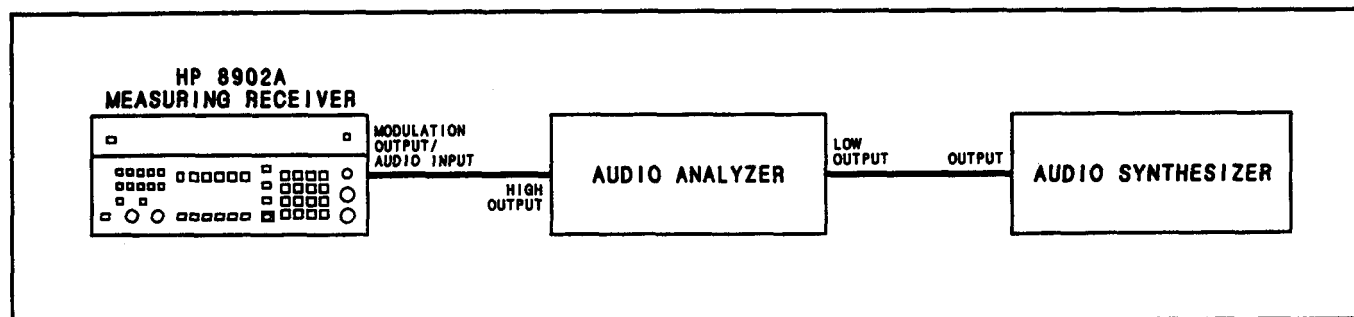 HP 8902A
MEASURING RECEIVER
MODULATION
OUTPUT/
AUDIO INPUT
HIGH
OUTPUT
AUDIO ANALYZER
LOW
OUTPUT
OUTPUT
AUDIO SYNTHESIZER